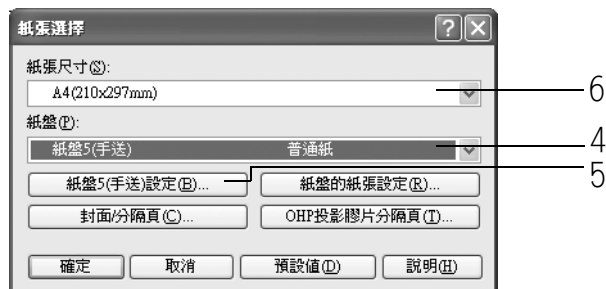 紙張選擇
紙張尺寸(S):
A4(210x297mm)
6
紙盤(P):
紙盤5(手送) 普通紙
4
紙盤5(手送)設定(B)... 紙盤的紙張設定(R)...
5
封面/分隔頁(C)... OHP投影膠片分隔頁(T)...
確定 取消 預設值(D) 說明(H)